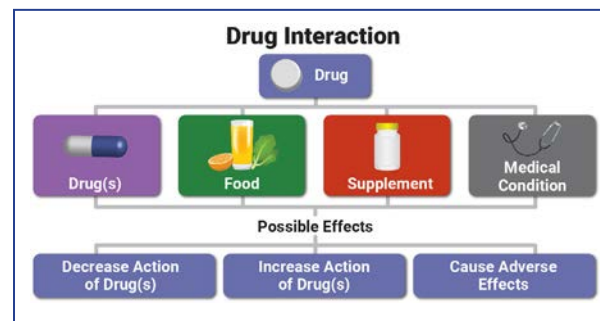 Drug Interaction
Drug
Drug(s)
Food
Supplement
Medical
Condition
Possible Effects
Decrease Action
of Drug(s)
Increase Action
of Drug(s)
Cause Adverse
Effects